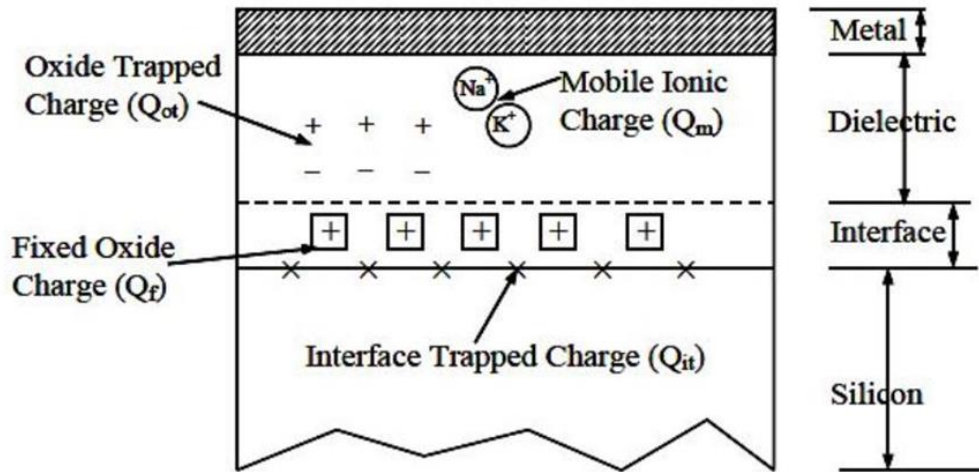 Metal
Oxide Trapped
Charge (Qot)
Na+
K+
Mobile Ionic
Charge (Qm)
Dielectric
+ + +
− − −
+ + + + +
Interface
Fixed Oxide
Charge (Qf)
× × × × × ×
Interface Trapped Charge (Qit)
Silicon